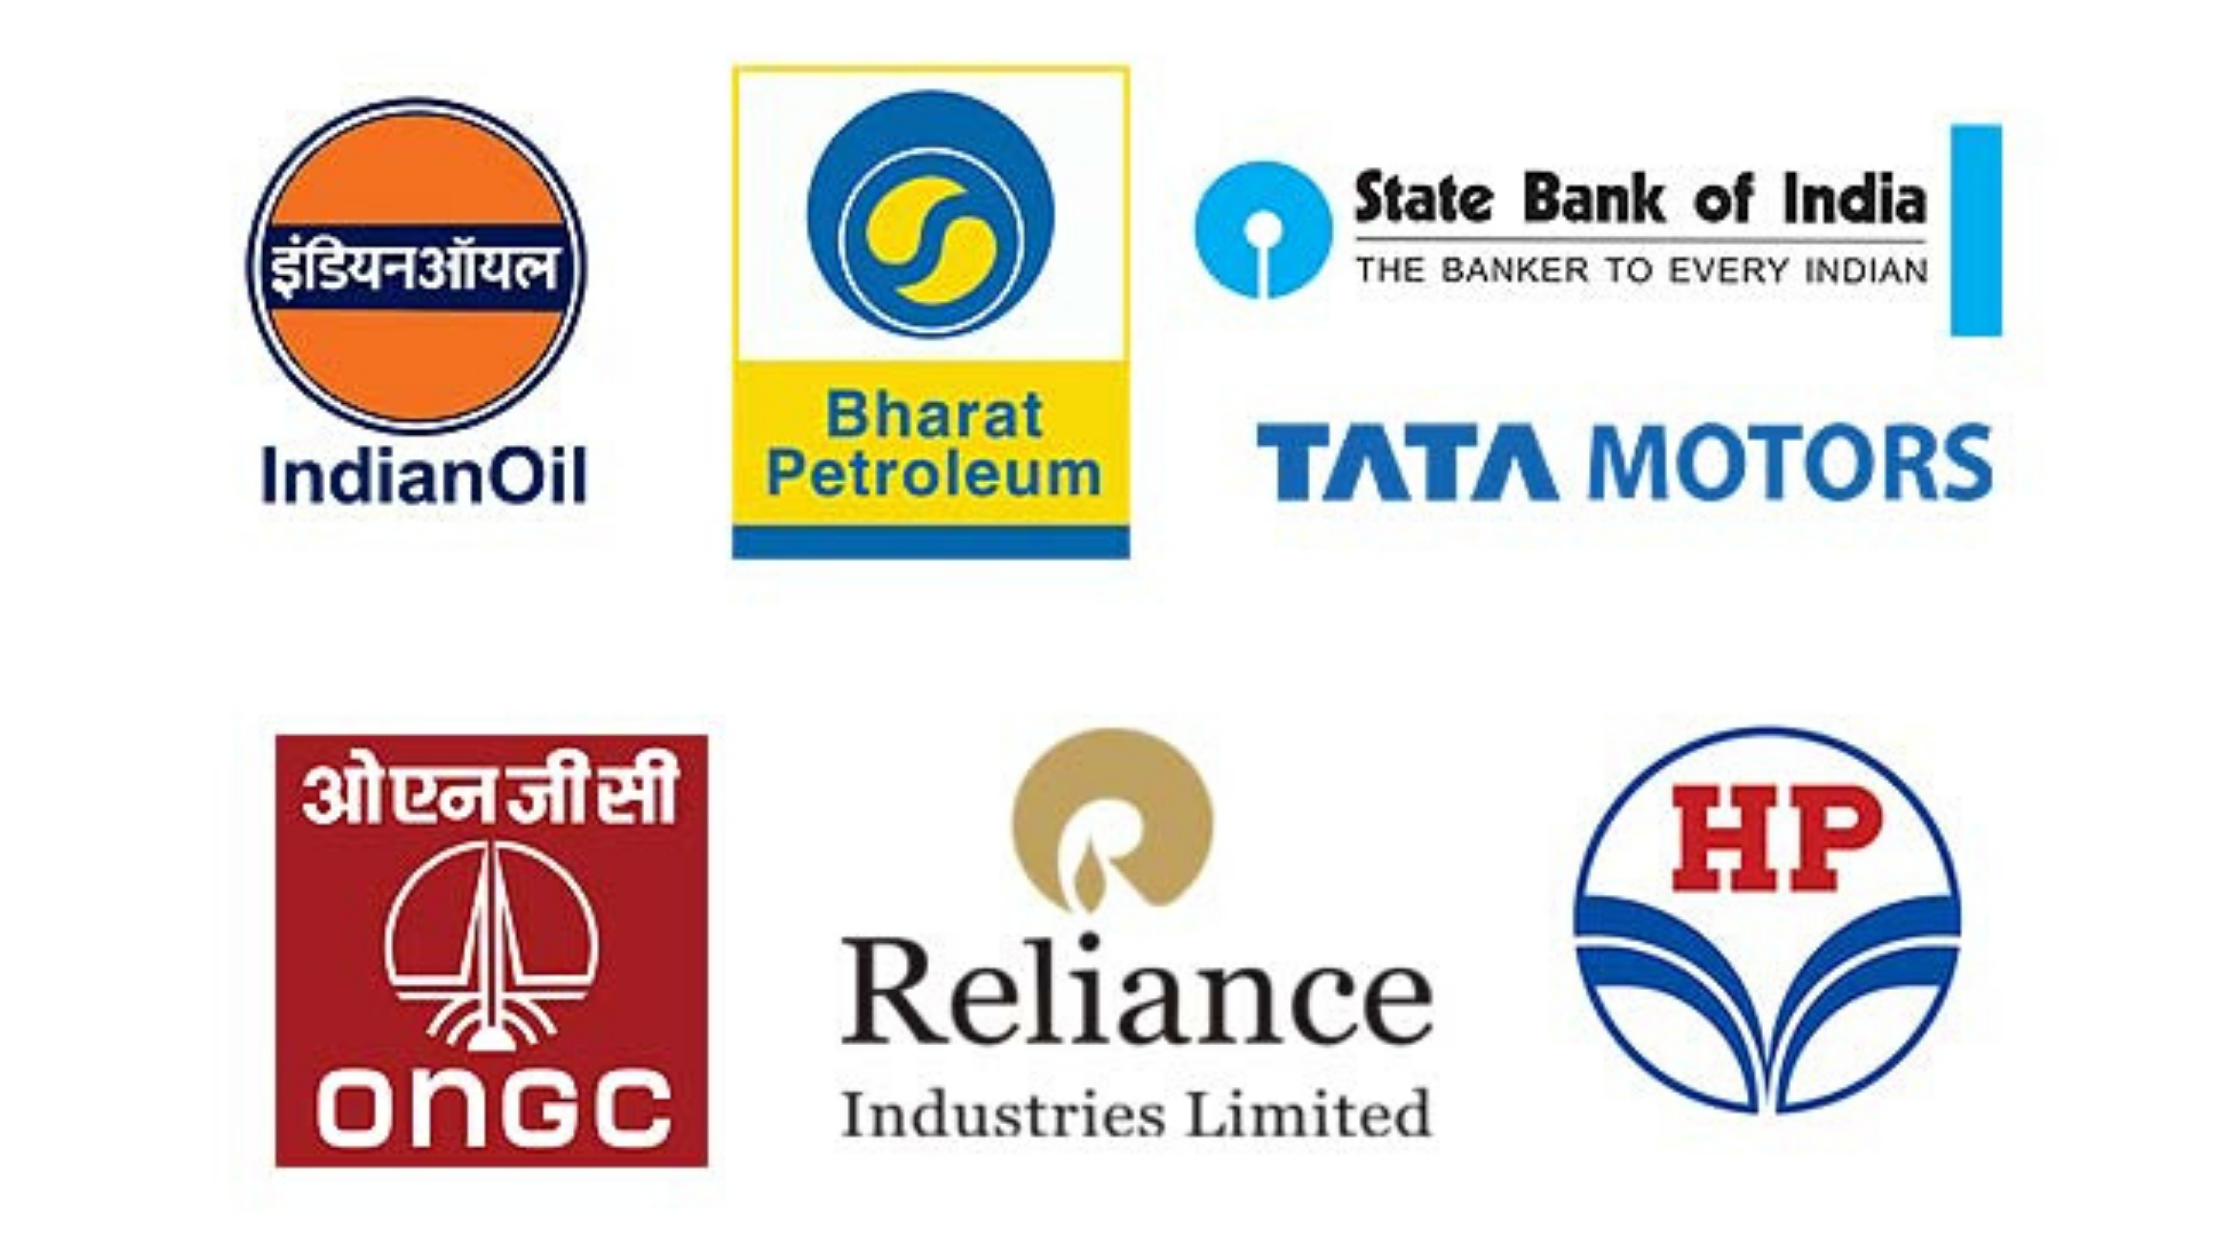 इंडियनऑयल
IndianOil
Bharat
Petroleum
State Bank of India
THE BANKER TO EVERY INDIAN
TATA MOTORS
ओएनजीसी
ONGC
Reliance
Industries Limited
HP